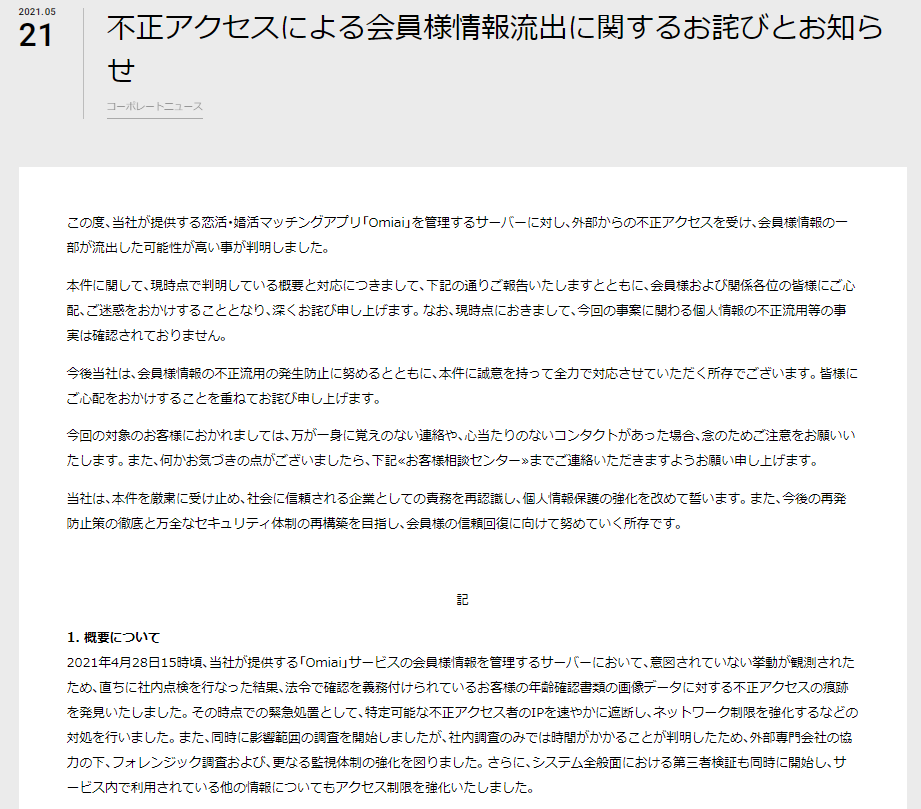 2021.05
21
不正アクセスによる会員様情報流出に関するお詫びとお知ら
せ
コーポレートニュース
この度、当社が提供する恋活・婚活マッチングアプリ「Omiai」を管理するサーバーに対し、外部からの不正アクセスを受け、会員様情報の一
部が流出した可能性が高い事が判明しました。
本件に関して、現時点で判明している概要と対応につきまして、下記の通りご報告いたしますとともに、会員様および関係各位の皆様にご心
配、ご迷惑をおかけすることとなり、深くお詫び申し上げます。なお、現時点におきまして、今回の事案に関わる個人情報の不正流用等の事
実は確認されておりません。
今後当社は、会員様情報の不正流用の発生防止に努めるとともに、本件に誠意を持って全力で対応させていただく所存でございます。皆様に
ご心配をおかけすることを重ねてお詫び申し上げます。
今回の対象のお客様におかれましては、万が一身に覚えのない連絡や、心当たりのないコンタクトがあった場合、念のためご注意をお願いい
たします。また、何かお気づきの点がございましたら、下記≪お客様相談センター≫までご連絡いただきますようお願い申し上げます。
当社は、本件を厳粛に受け止め、社会に信頼される企業としての責務を再認識し、個人情報保護の強化を改めて誓います。また、今後の再発
防止策の徹底と万全なセキュリティ体制の再構築を目指し、会員様の信頼回復に向けて努めていく所存です。
記
1. 概要について
2021年4月28日15時頃、当社が提供する「Omiai」サービスの会員様情報を管理するサーバーにおいて、意図されていない挙動が観測された
ため、直ちに社内点検を行なった結果、法令で確認を義務付けられているお客様の年齢確認書類の画像データに対する不正アクセスの痕跡
を発見いたしました。その時点での緊急処置として、特定可能な不正アクセス者のIPを速やかに遮断し、ネットワーク制限を強化するなどの
対処を行いました。また、同時に影響範囲の調査を開始しましたが、社内調査のみでは時間がかかることが判明したため、外部専門会社の協
力の下、フォレンジック調査および、更なる監視体制の強化を図りました。さらに、システム全般面における第三者検証も同時に開始し、サ
ービス内で利用されている他の情報についてもアクセス制限を強化いたしました。